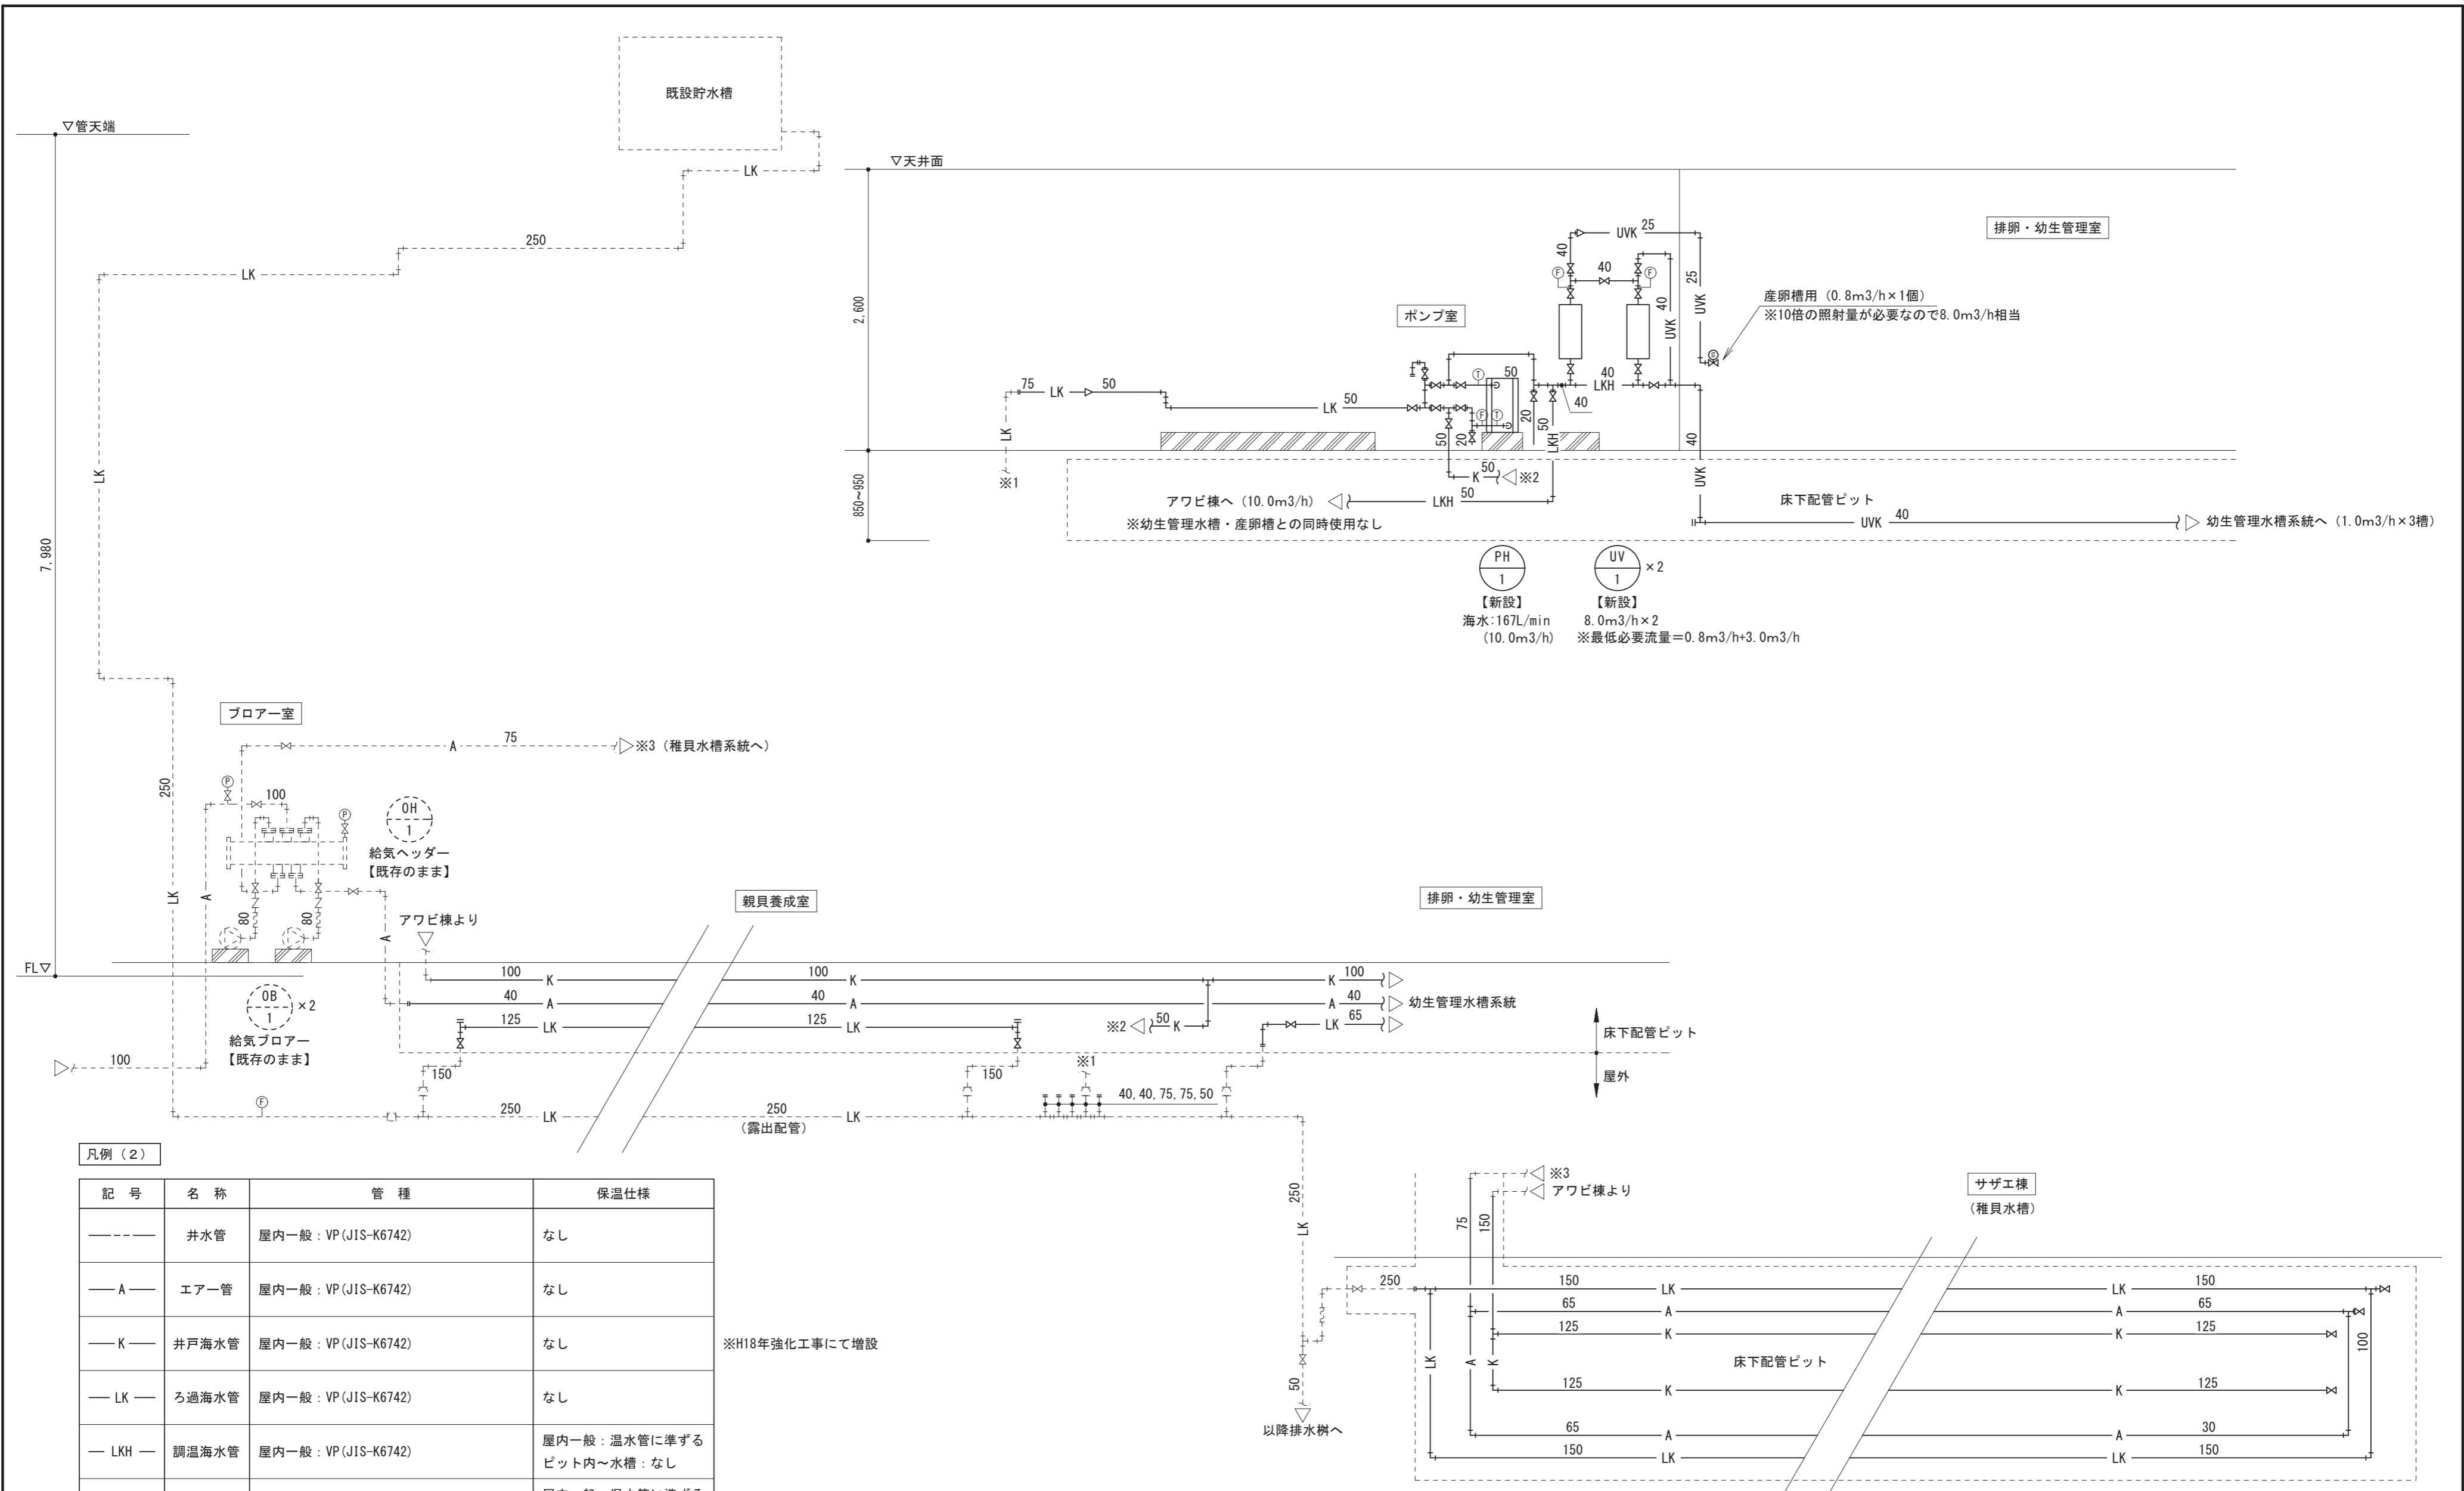 既設貯水槽
▽管天端
LK
250
LK
LK
7,980
250
LK
FL▽
▽天井面
2,600
850~950
排卵・幼生管理室
ポンプ室
UVK 25
40
F
40
F
25
UVK
40
UVK
産卵槽用 (0.8m3/h×1個)
※10倍の照射量が必要なので8.0m3/h相当
75
LK
50
LK
※1
LK 50
T
50
F T
50
20
20
50
LKH
40
LKH
40
40
UVK
K 50
※2
アワビ棟へ (10.0m3/h)
LKH 50
※幼生管理水槽・産卵槽との同時使用なし
床下配管ピット
UVK 40
幼生管理水槽系統へ (1.0m3/h×3槽)
PH
1
【新設】
海水:167L/min
(10.0m3/h)
UV
1
×2
【新設】
8.0m3/h×2
※最低必要流量=0.8m3/h+3.0m3/h
ブロアー室
A 75
※3 (稚貝水槽系統へ)
P
100
P
OH
1
給気ヘッダー
【既存のまま】
A
80
80
A
アワビ棟より
OB
1
×2
給気ブロアー
【既存のまま】
100
親貝養成室
排卵・幼生管理室
100 K
100 K
K 100
40 A
40 A
A 40
幼生管理水槽系統
125 LK
125 LK
※2
50 K
LK 65
床下配管ピット
屋外
150
150
※1
40,40,75,75,50
F
250 LK
250 LK
(露出配管)
250
LK
50
以降排水桝へ
※3
アワビ棟より
75
150
サザエ棟
(稚貝水槽)
250
150 LK
LK 150
65 A
A 65
125 K
K 125
LK
A
K
床下配管ピット
100
125 K
K 125
65 A
A 30
150 LK
LK 150
凡例(2)
記 号 名 称 管 種 保温仕様
井水管 屋内一般:VP(JIS-K6742) なし
A エアー管 屋内一般:VP(JIS-K6742) なし
K 井戸海水管 屋内一般:VP(JIS-K6742) なし ※H18年強化工事にて増設
LK ろ過海水管 屋内一般:VP(JIS-K6742) なし
LKH 調温海水管 屋内一般:VP(JIS-K6742) 屋内一般:温水管に準ずる
ピット内~水槽:なし